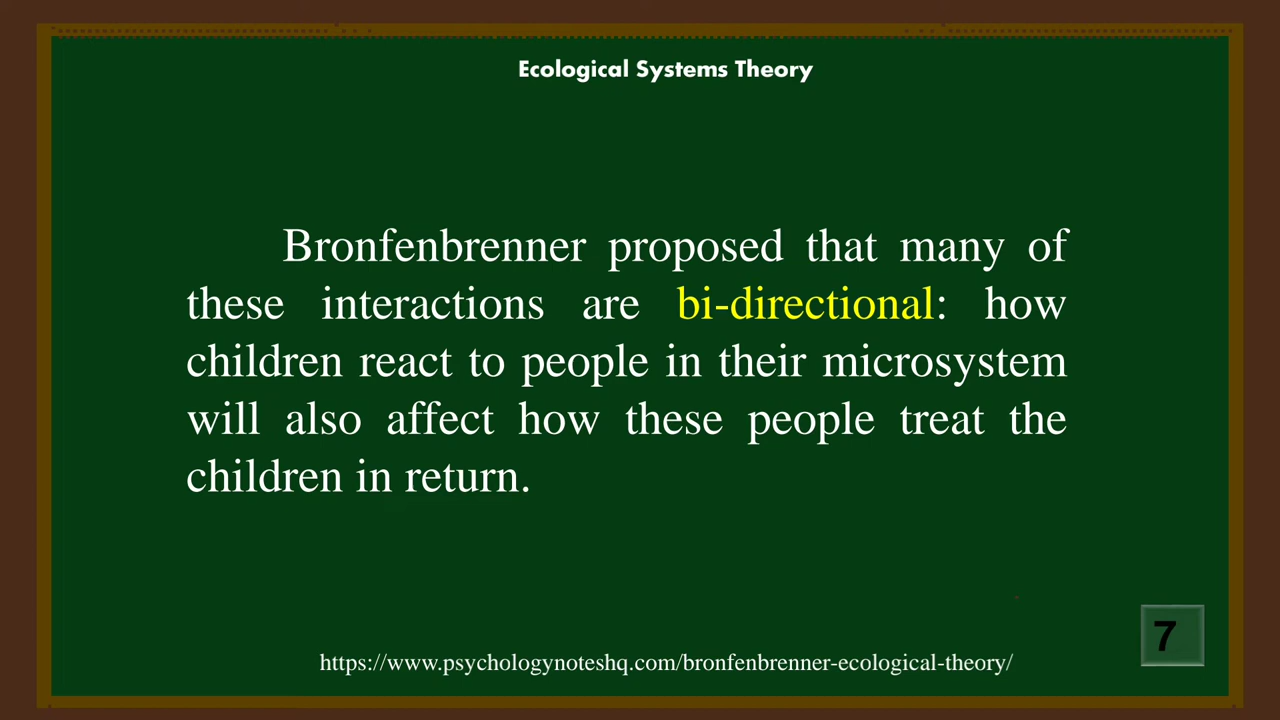 Ecological Systems Theory
Bronfenbrenner proposed that many of
these interactions are bi-directional: how
children react to people in their microsystem
will also affect how these people treat the
children in return.
7
https://www.psychologynoteshq.com/bronfenbrenner-ecological-theory/